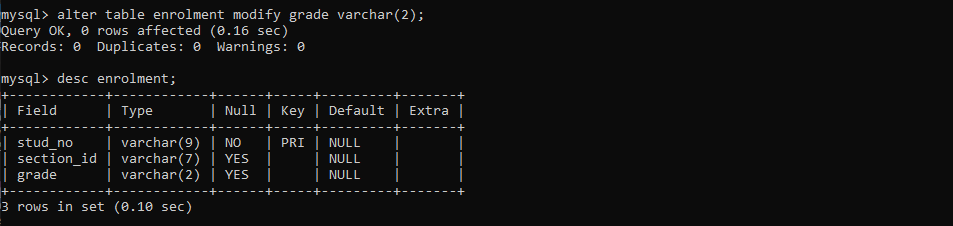 mysql> alter table enrolment modify grade varchar(2);
Query OK, 0 rows affected (0.16 sec)
Records: 0  Duplicates: 0  Warnings: 0

mysql> desc enrolment;
+------------+------------+------+-----+---------+-------+
| Field      | Type       | Null | Key | Default | Extra |
+------------+------------+------+-----+---------+-------+
| stud_no    | varchar(9) | NO   | PRI | NULL    |       |
| section_id | varchar(7) | YES  |     | NULL    |       |
| grade      | varchar(2) | YES  |     | NULL    |       |
+------------+------------+------+-----+---------+-------+
3 rows in set (0.10 sec)